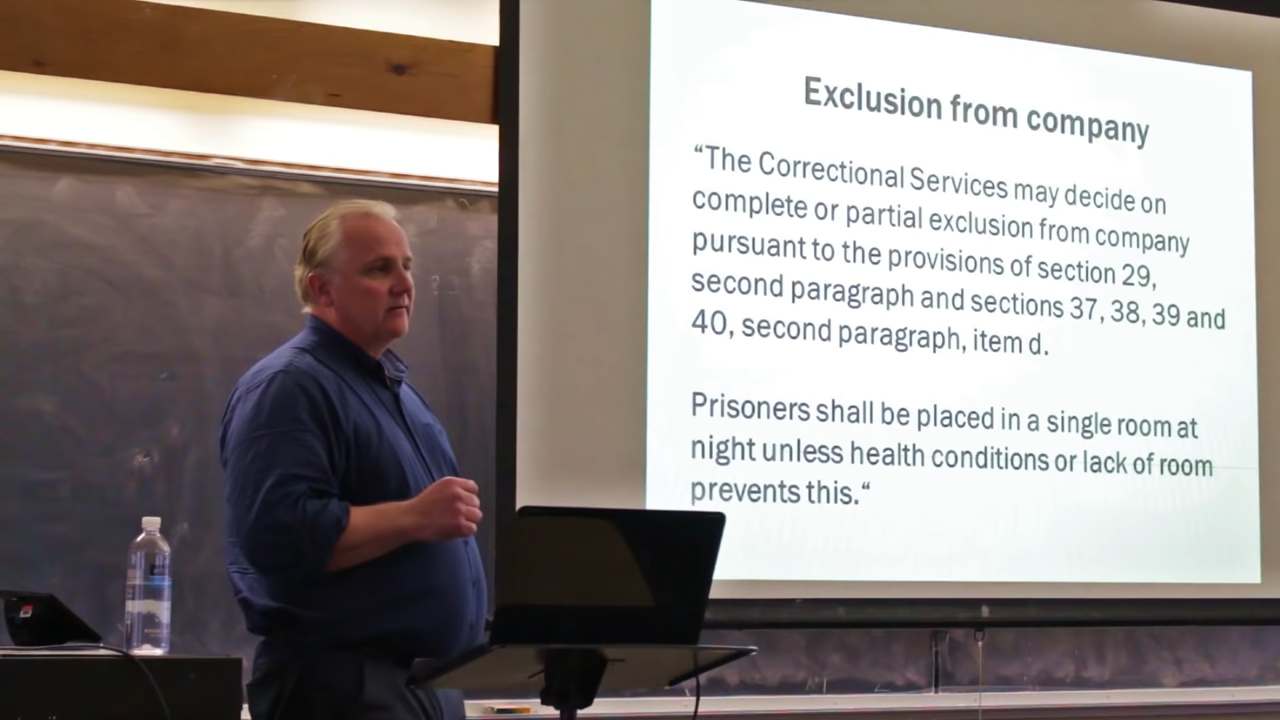 Exclusion from company
“The Correctional Services may decide on
complete or partial exclusion from company
pursuant to the provisions of section 29,
second paragraph and sections 37, 38, 39 and
40, second paragraph, item d.
Prisoners shall be placed in a single room at
night unless health conditions or lack of room
prevents this.“